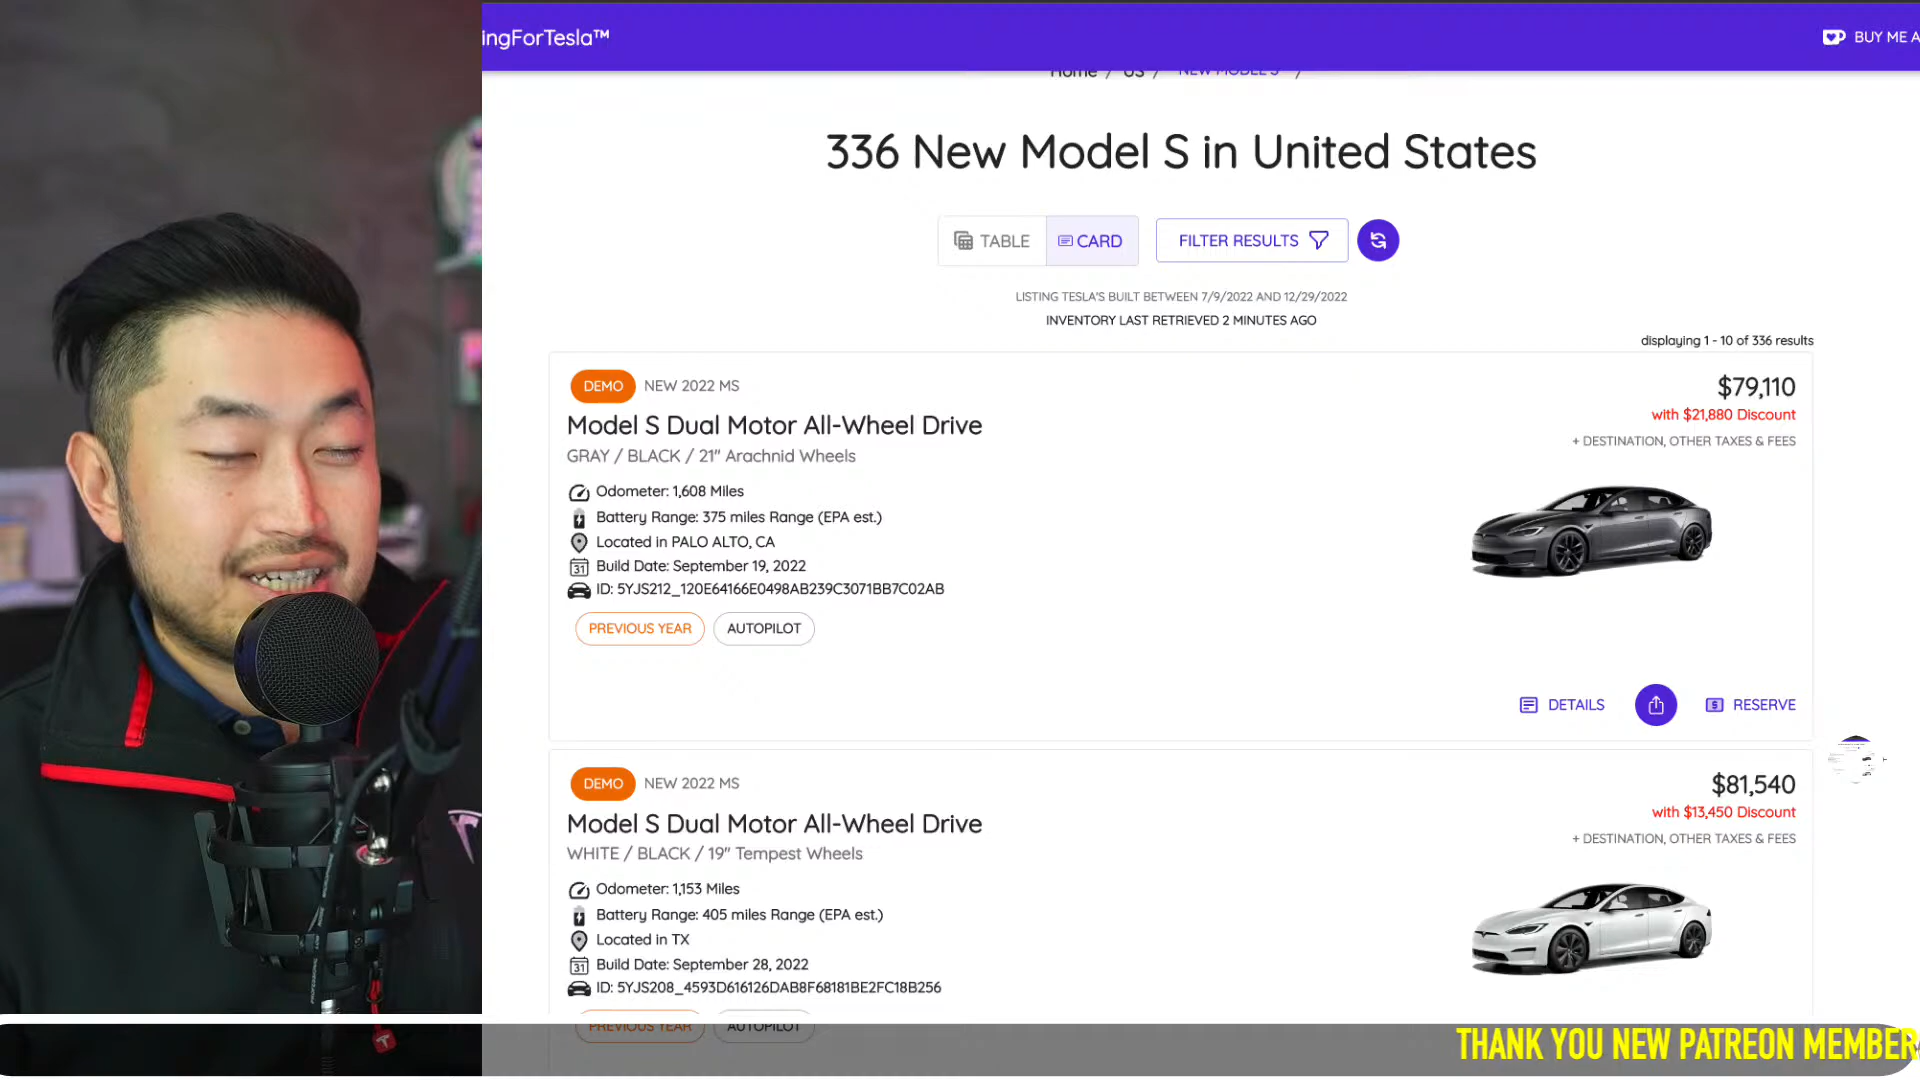 ingForTesla™
BUY ME A
Home / US / NEW MODEL S /
336 New Model S in United States
TABLE
CARD
FILTER RESULTS
LISTING TESLA'S BUILT BETWEEN 7/9/2022 AND 12/29/2022
INVENTORY LAST RETRIEVED 2 MINUTES AGO
displaying 1 - 10 of 336 results
DEMO NEW 2022 MS
$79,110
Model S Dual Motor All-Wheel Drive
with $21,880 Discount
GRAY / BLACK / 21" Arachnid Wheels
+ DESTINATION, OTHER TAXES & FEES
Odometer: 1,608 Miles
Battery Range: 375 miles Range (EPA est.)
Located in PALO ALTO, CA
Build Date: September 19, 2022
ID: 5YJS212_120E64166E0498AB239C3071BB7C02AB
PREVIOUS YEAR AUTOPILOT
DETAILS
RESERVE
DEMO NEW 2022 MS
$81,540
Model S Dual Motor All-Wheel Drive
with $13,450 Discount
WHITE / BLACK / 19" Tempest Wheels
+ DESTINATION, OTHER TAXES & FEES
Odometer: 1,153 Miles
Battery Range: 405 miles Range (EPA est.)
Located in TX
Build Date: September 28, 2022
ID: 5YJS208_4593D616126DAB8F68181BE2FC18B256
PREVIOUS YEAR AUTOPILOT
THANK YOU NEW PATREON MEMBER